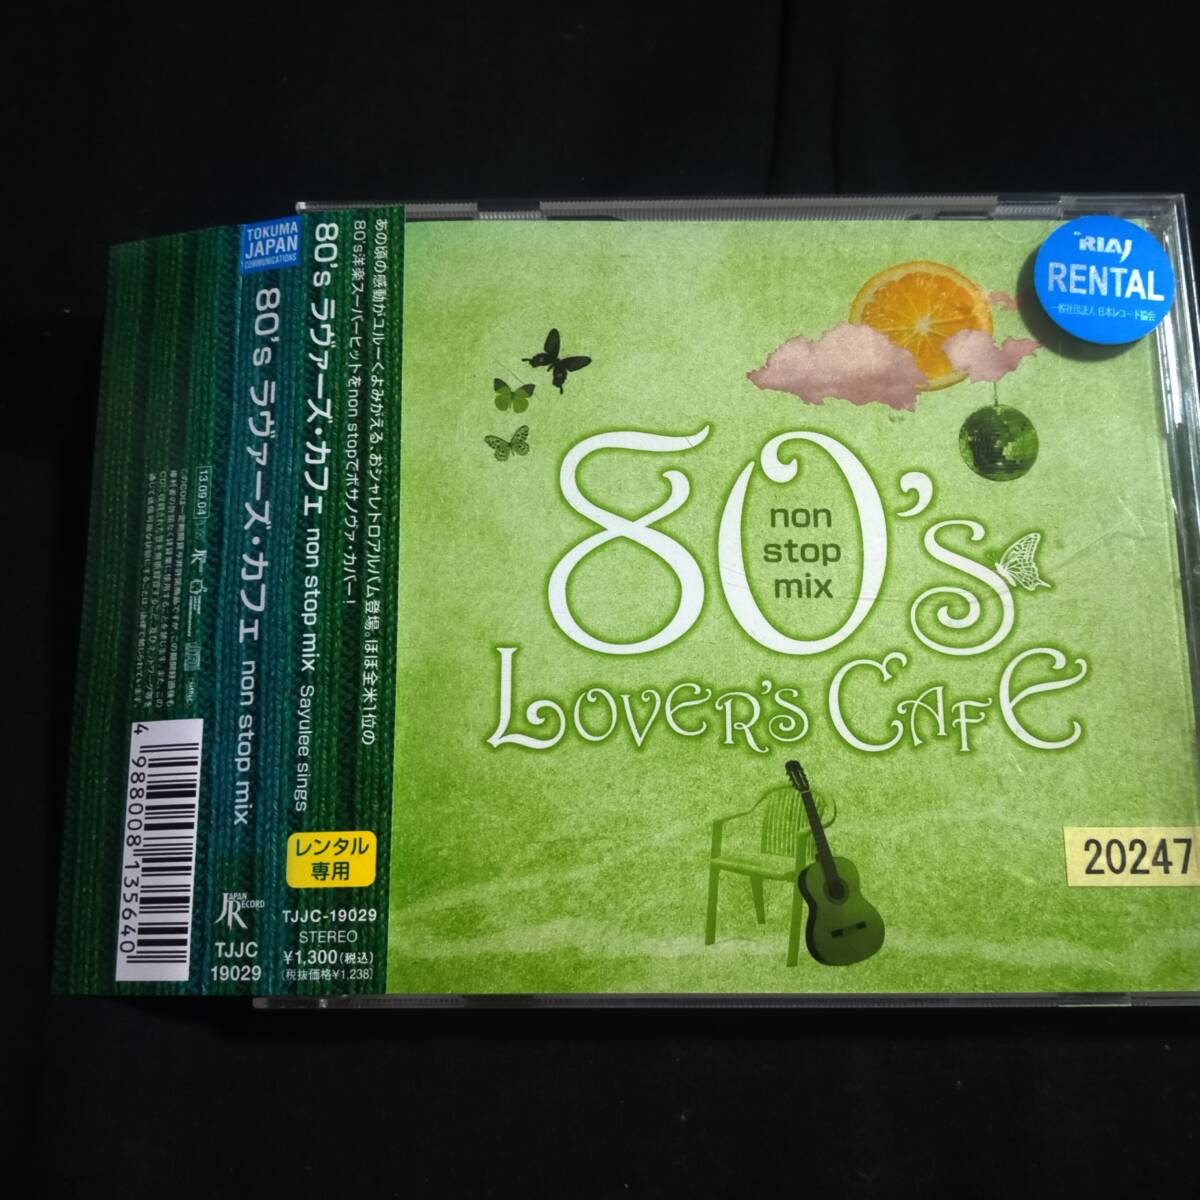 TOKUMA
JAPAN
COMMUNICATIONS
80's ラヴァーズ・カフェ non stop mix
JAPAN
RECORD
TJJC
19029
13.09.04
4 988008 135640
あの頃の感動がユルーくよみがえる、おシャレトロアルバム登場。ほぼ全米1位の
80's洋楽スーパーヒットをnon stopでボサノヴァ・カバー!
80's ラヴァーズ・カフェ non stop mix Sayulee sings
レンタル
専用
TJJC-19029
STEREO
¥1,300(税込)
(税抜価格¥1,238)
RIAJ
RENTAL
一般社団法人 日本レコード協会
80's
non
stop
mix
LOVER'S CAFE
20247